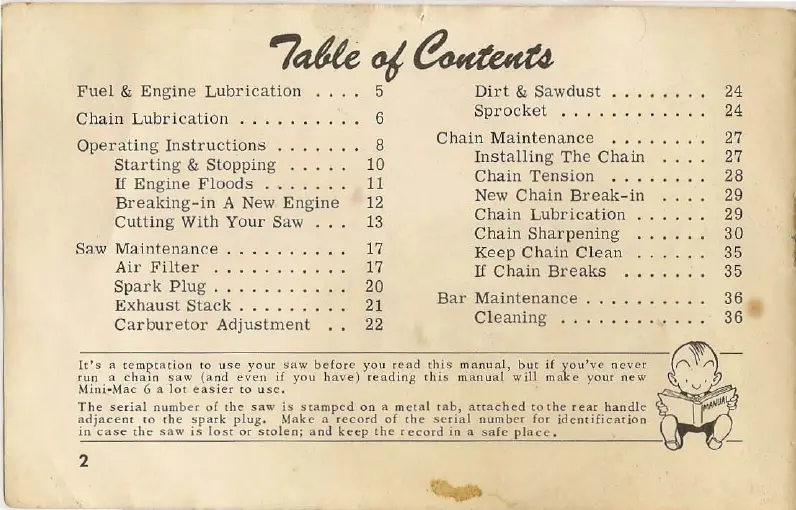 Table of Contents
Fuel & Engine Lubrication . . . . 5
Chain Lubrication . . . . . . . . . . 6
Operating Instructions . . . . . . . 8
Starting & Stopping . . . . . 10
If Engine Floods . . . . . . . 11
Breaking-in A New Engine 12
Cutting With Your Saw . . . 13
Saw Maintenance . . . . . . . . . . 17
Air Filter . . . . . . . . . . . 17
Spark Plug . . . . . . . . . . . 20
Exhaust Stack . . . . . . . . . 21
Carburetor Adjustment . . 22
Dirt & Sawdust . . . . . . . . 24
Sprocket . . . . . . . . . . . . 24
Chain Maintenance . . . . . . . . 27
Installing The Chain . . . . 27
Chain Tension . . . . . . . . 28
New Chain Break-in . . . . 29
Chain Lubrication . . . . . . 29
Chain Sharpening . . . . . . 30
Keep Chain Clean . . . . . . 35
If Chain Breaks . . . . . . . 35
Bar Maintenance . . . . . . . . . . 36
Cleaning . . . . . . . . . . . . 36
It's a temptation to use your saw before you read this manual, but if you've never
run a chain saw (and even if you have) reading this manual will make your new
Mini-Mac 6 a lot easier to use.
The serial number of the saw is stamped on a metal tab, attached to the rear handle
adjacent to the spark plug. Make a record of the serial number for identification
in case the saw is lost or stolen; and keep the record in a safe place.
MANUAL
2